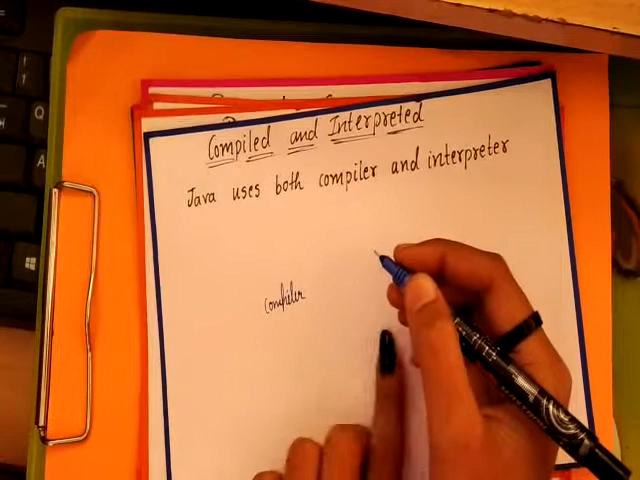 Compiled and Interpreted
Java uses both compiler and interpreter
compiler
Q
A